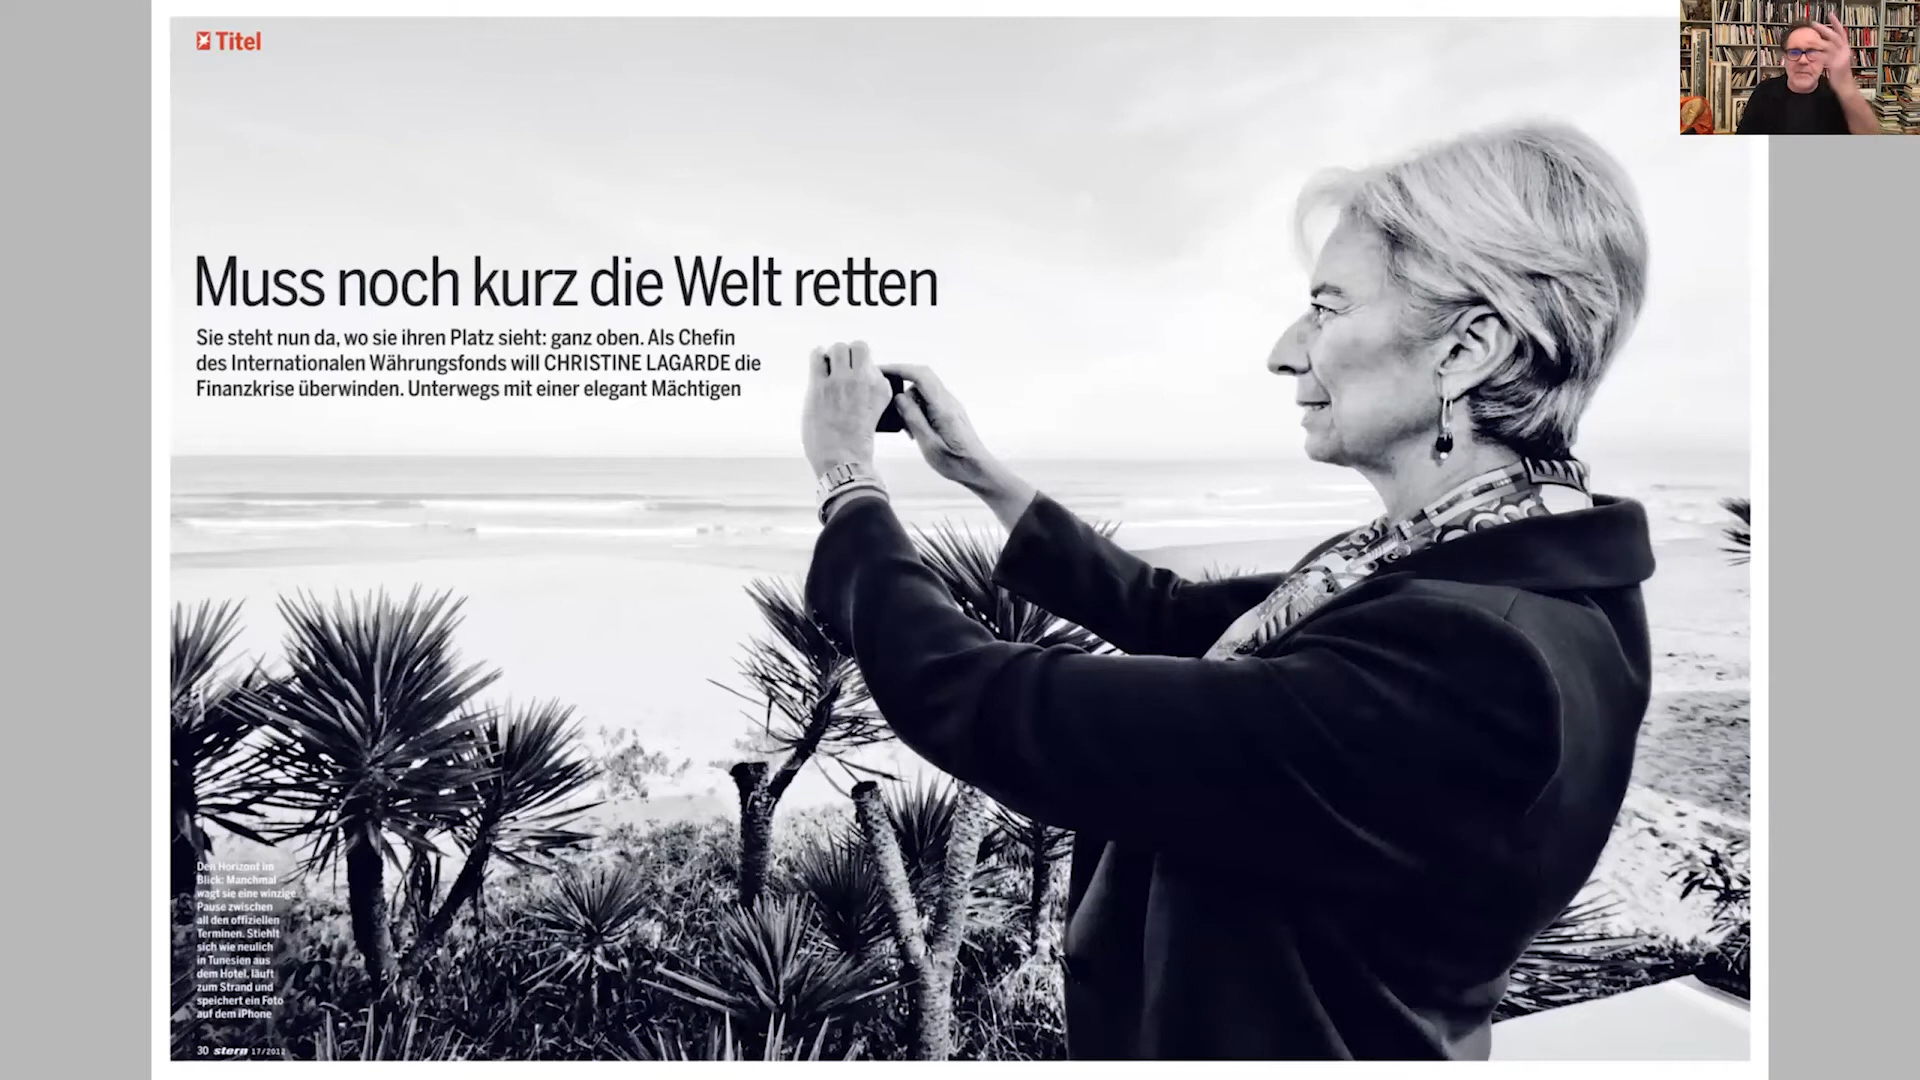 Titel
Muss noch kurz die Welt retten
Sie steht nun da, wo sie ihren Platz sieht: ganz oben. Als Chefin
des Internationalen Währungsfonds will CHRISTINE LAGARDE die
Finanzkrise überwinden. Unterwegs mit einer elegant Mächtigen
Den Horizont im
Blick: Manchmal
wagt sie eine winzige
Pause zwischen
all den offiziellen
Terminen. Stiehlt
sich wie neulich
in Tunesien aus
dem Hotel, läuft
zum Strand und
speichert ein Foto
auf dem iPhone
30 stern 17/2012